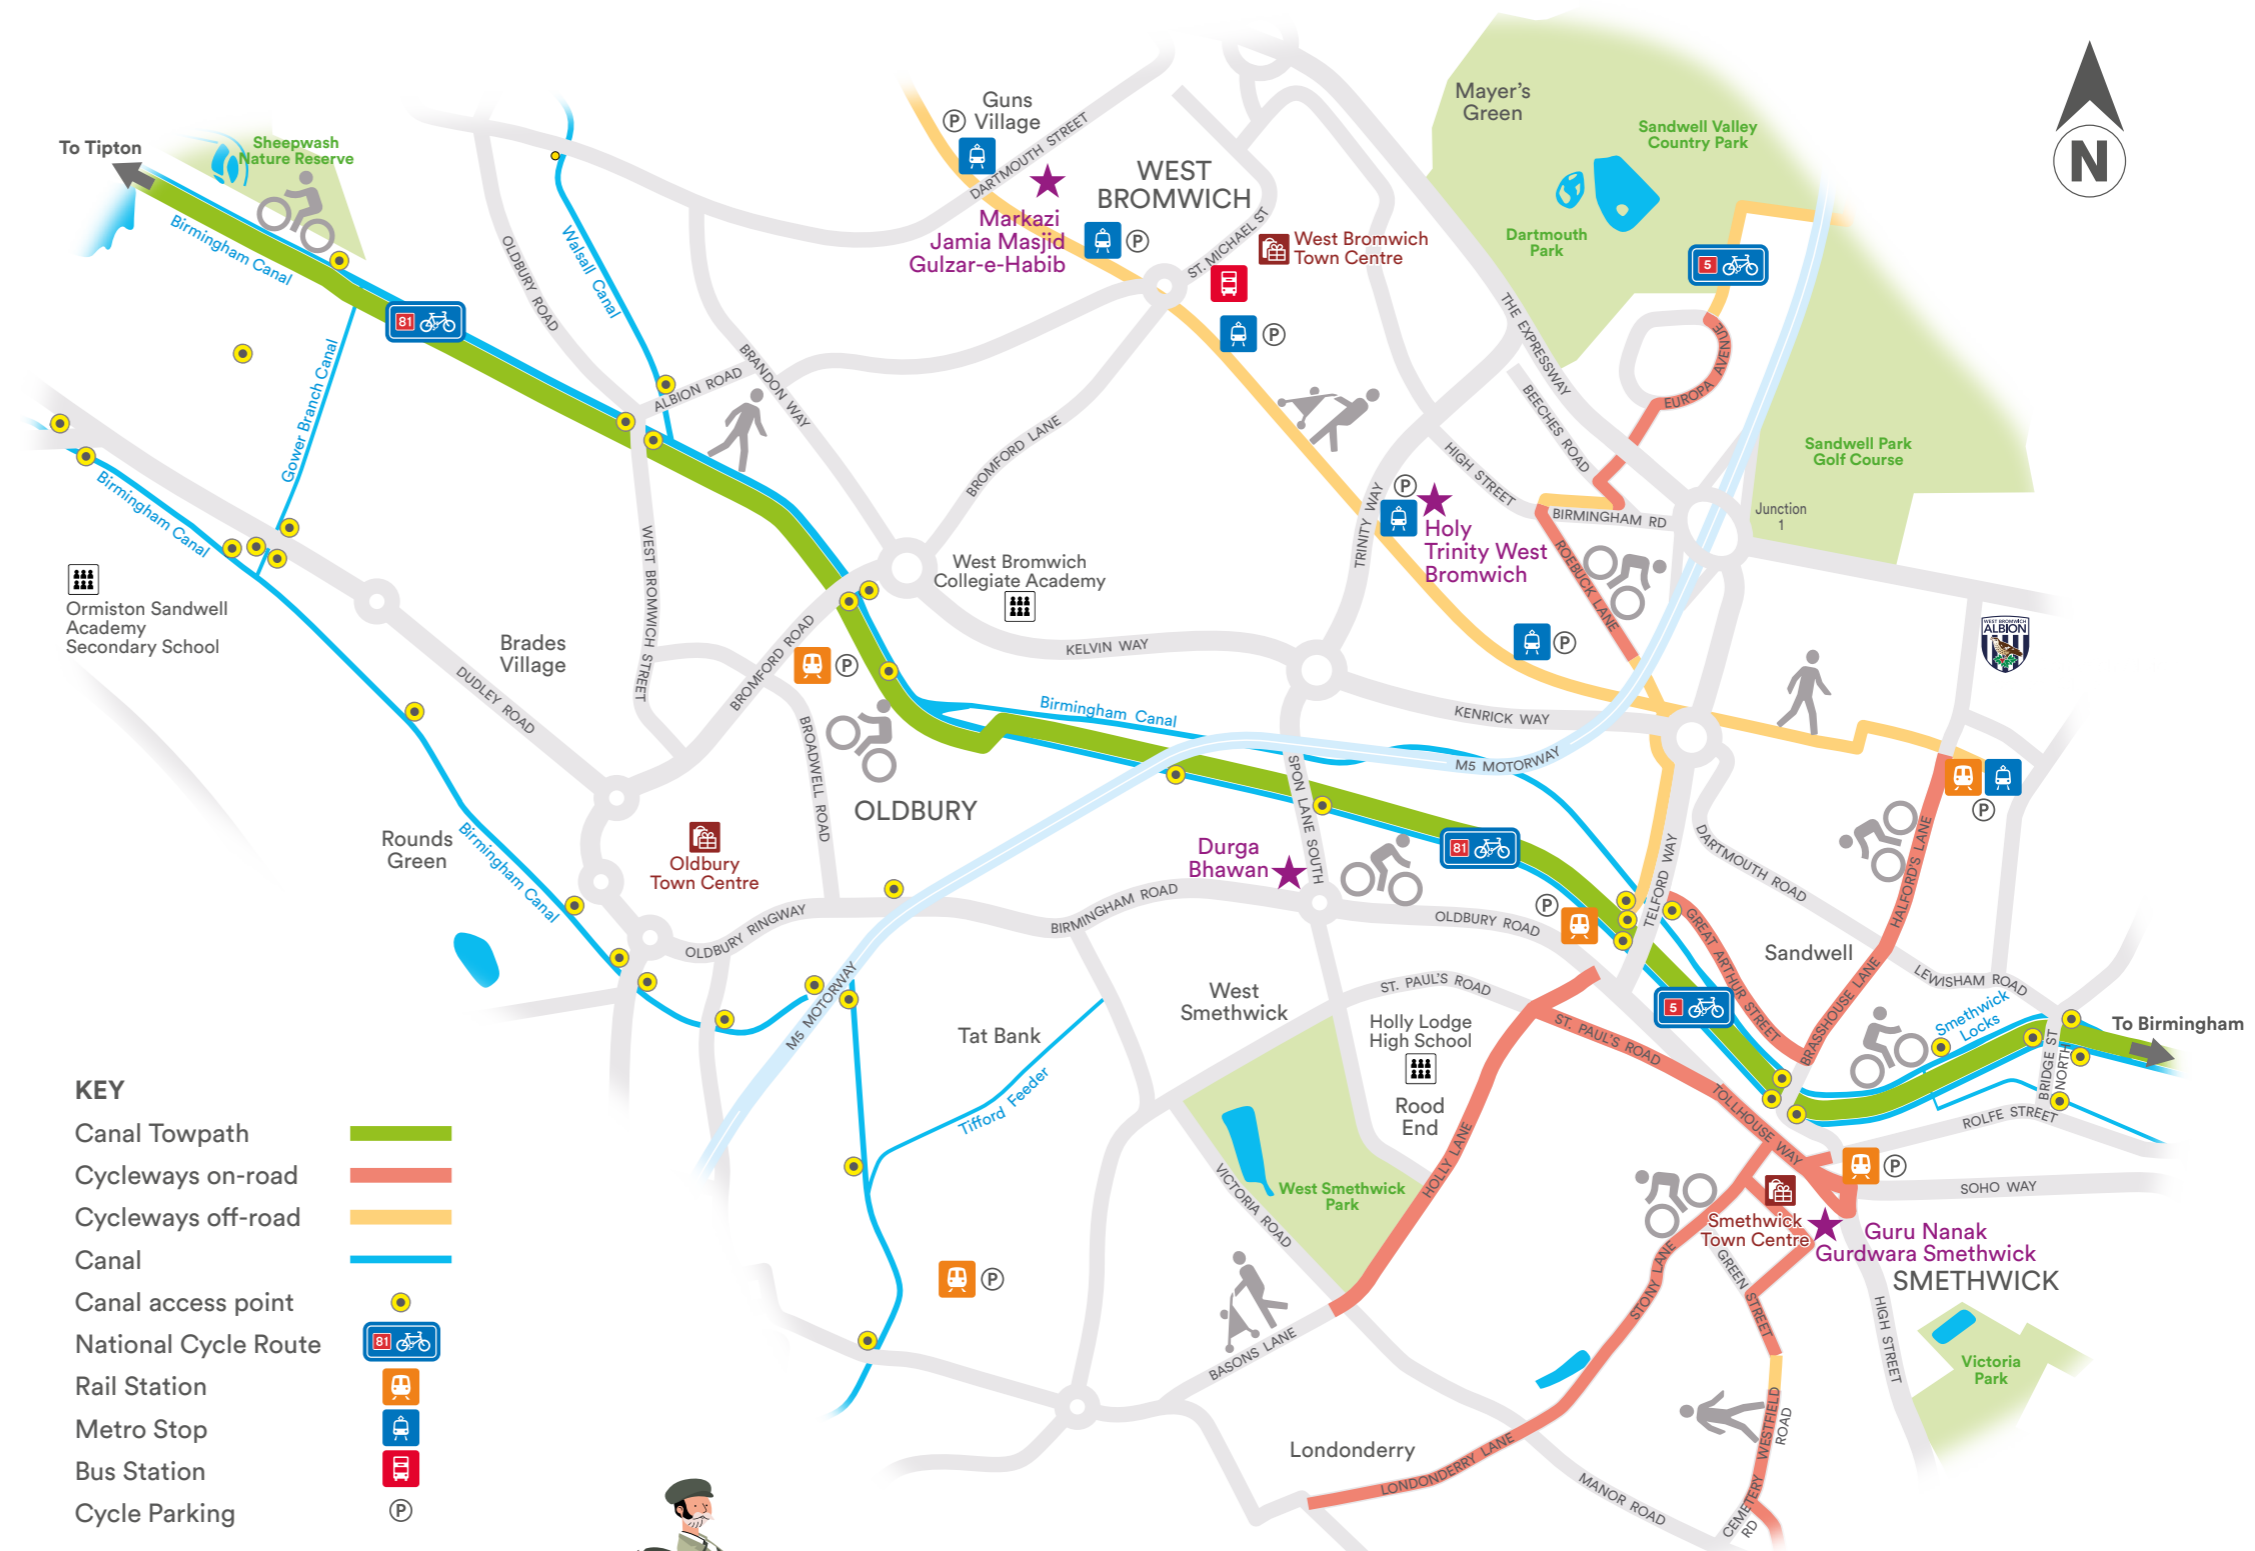 Guns
Village
P
DARTMOUTH STREET
WEST
BROMWICH
Mayer's
Green
Sandwell Valley
Country Park
N
To Tipton
Sheepwash
Nature Reserve
Birmingham Canal
OLDBURY ROAD
Walsall Canal
Markazi
Jamia Masjid
Gulzar-e-Habib
P
ST. MICHAEL ST
West Bromwich
Town Centre
P
Dartmouth
Park
5
81
Gower Branch Canal
ALBION ROAD
BRANDON WAY
BROMFORD LANE
THE EXPRESSWAY
BEECHES ROAD
EUROPA AVENUE
Sandwell Park
Golf Course
HIGH STREET
BIRMINGHAM RD
Junction
1
TRINITY WAY
P
Holy
Trinity West
Bromwich
ROEBUCK LANE
Birmingham Canal
Ormiston Sandwell
Academy
Secondary School
Brades
Village
WEST BROMWICH STREET
West Bromwich
Collegiate Academy
KELVIN WAY
P
WEST BROMWICH
ALBION
DUDLEY ROAD
BROMFORD ROAD
P
BROADWELL ROAD
OLDBURY
Birmingham Canal
KENRICK WAY
M5 MOTORWAY
P
SPON LANE SOUTH
Rounds
Green
Birmingham Canal
Oldbury
Town Centre
Durga
Bhawan
81
P
TELFORD WAY
DARTMOUTH ROAD
HALFORDS LANE
OLDBURY RINGWAY
BIRMINGHAM ROAD
OLDBURY ROAD
GREAT ARTHUR STREET
Sandwell
BRASSHOUSE LANE
LEWISHAM ROAD
M5 MOTORWAY
Tat Bank
West
Smethwick
ST. PAUL'S ROAD
ST. PAUL'S ROAD
Holly Lodge
High School
Rood
End
5
Smethwick
Locks
BRIDGE ST
NORTH
To Birmingham
ROLFE STREET
Tifford Feeder
VICTORIA ROAD
West Smethwick
Park
HOLLY LANE
TOLLHOUSE WAY
P
SOHO WAY
Smethwick
Town Centre
Guru Nanak
Gurdwara Smethwick
SMETHWICK
P
BASONS LANE
STONY LANE
GREEN STREET
HIGH STREET
Victoria
Park
Londonderry
LONDONDERRY LANE
MANOR ROAD
WESTFIELD
ROAD
CEMETERY
RD
KEY
Canal Towpath
Cycleways on-road
Cycleways off-road
Canal
Canal access point
National Cycle Route
81
Rail Station
Metro Stop
Bus Station
Cycle Parking
P